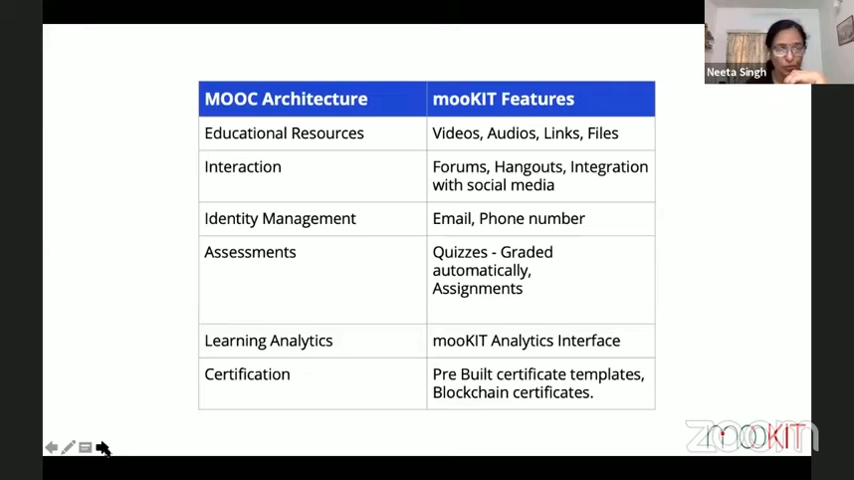 Neeta Singh
MOOC Architecture
mooKIT Features
Educational Resources
Videos, Audios, Links, Files
Interaction
Forums, Hangouts, Integration
with social media
Identity Management
Email, Phone number
Assessments
Quizzes - Graded
automatically,
Assignments
Learning Analytics
mooKIT Analytics Interface
Certification
Pre Built certificate templates,
Blockchain certificates.
zoom
mooKIT